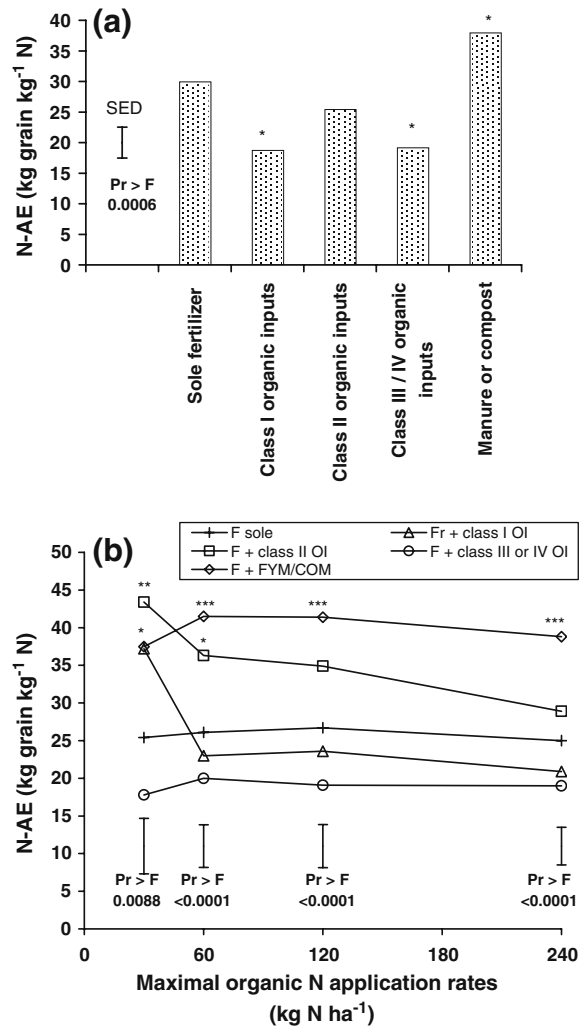 (a)
N-AE (kg grain kg⁻¹ N)
40
35
30
25
20
15
10
5
0
SED
Pr > F
0.0006
*
*
*
Sole fertilizer
Class I organic inputs
Class II organic inputs
Class III / IV organic
inputs
Manure or compost
(b)
F sole
Fr + class I OI
F + class II OI
F + class III or IV OI
F + FYM/COM
N-AE (kg grain kg⁻¹ N)
50
45
40
35
30
25
20
15
10
5
0
**
*
***
*
***
***
Pr > F
0.0088
Pr > F
<0.0001
Pr > F
<0.0001
Pr > F
<0.0001
0
60
120
180
240
Maximal organic N application rates
(kg N ha⁻¹)